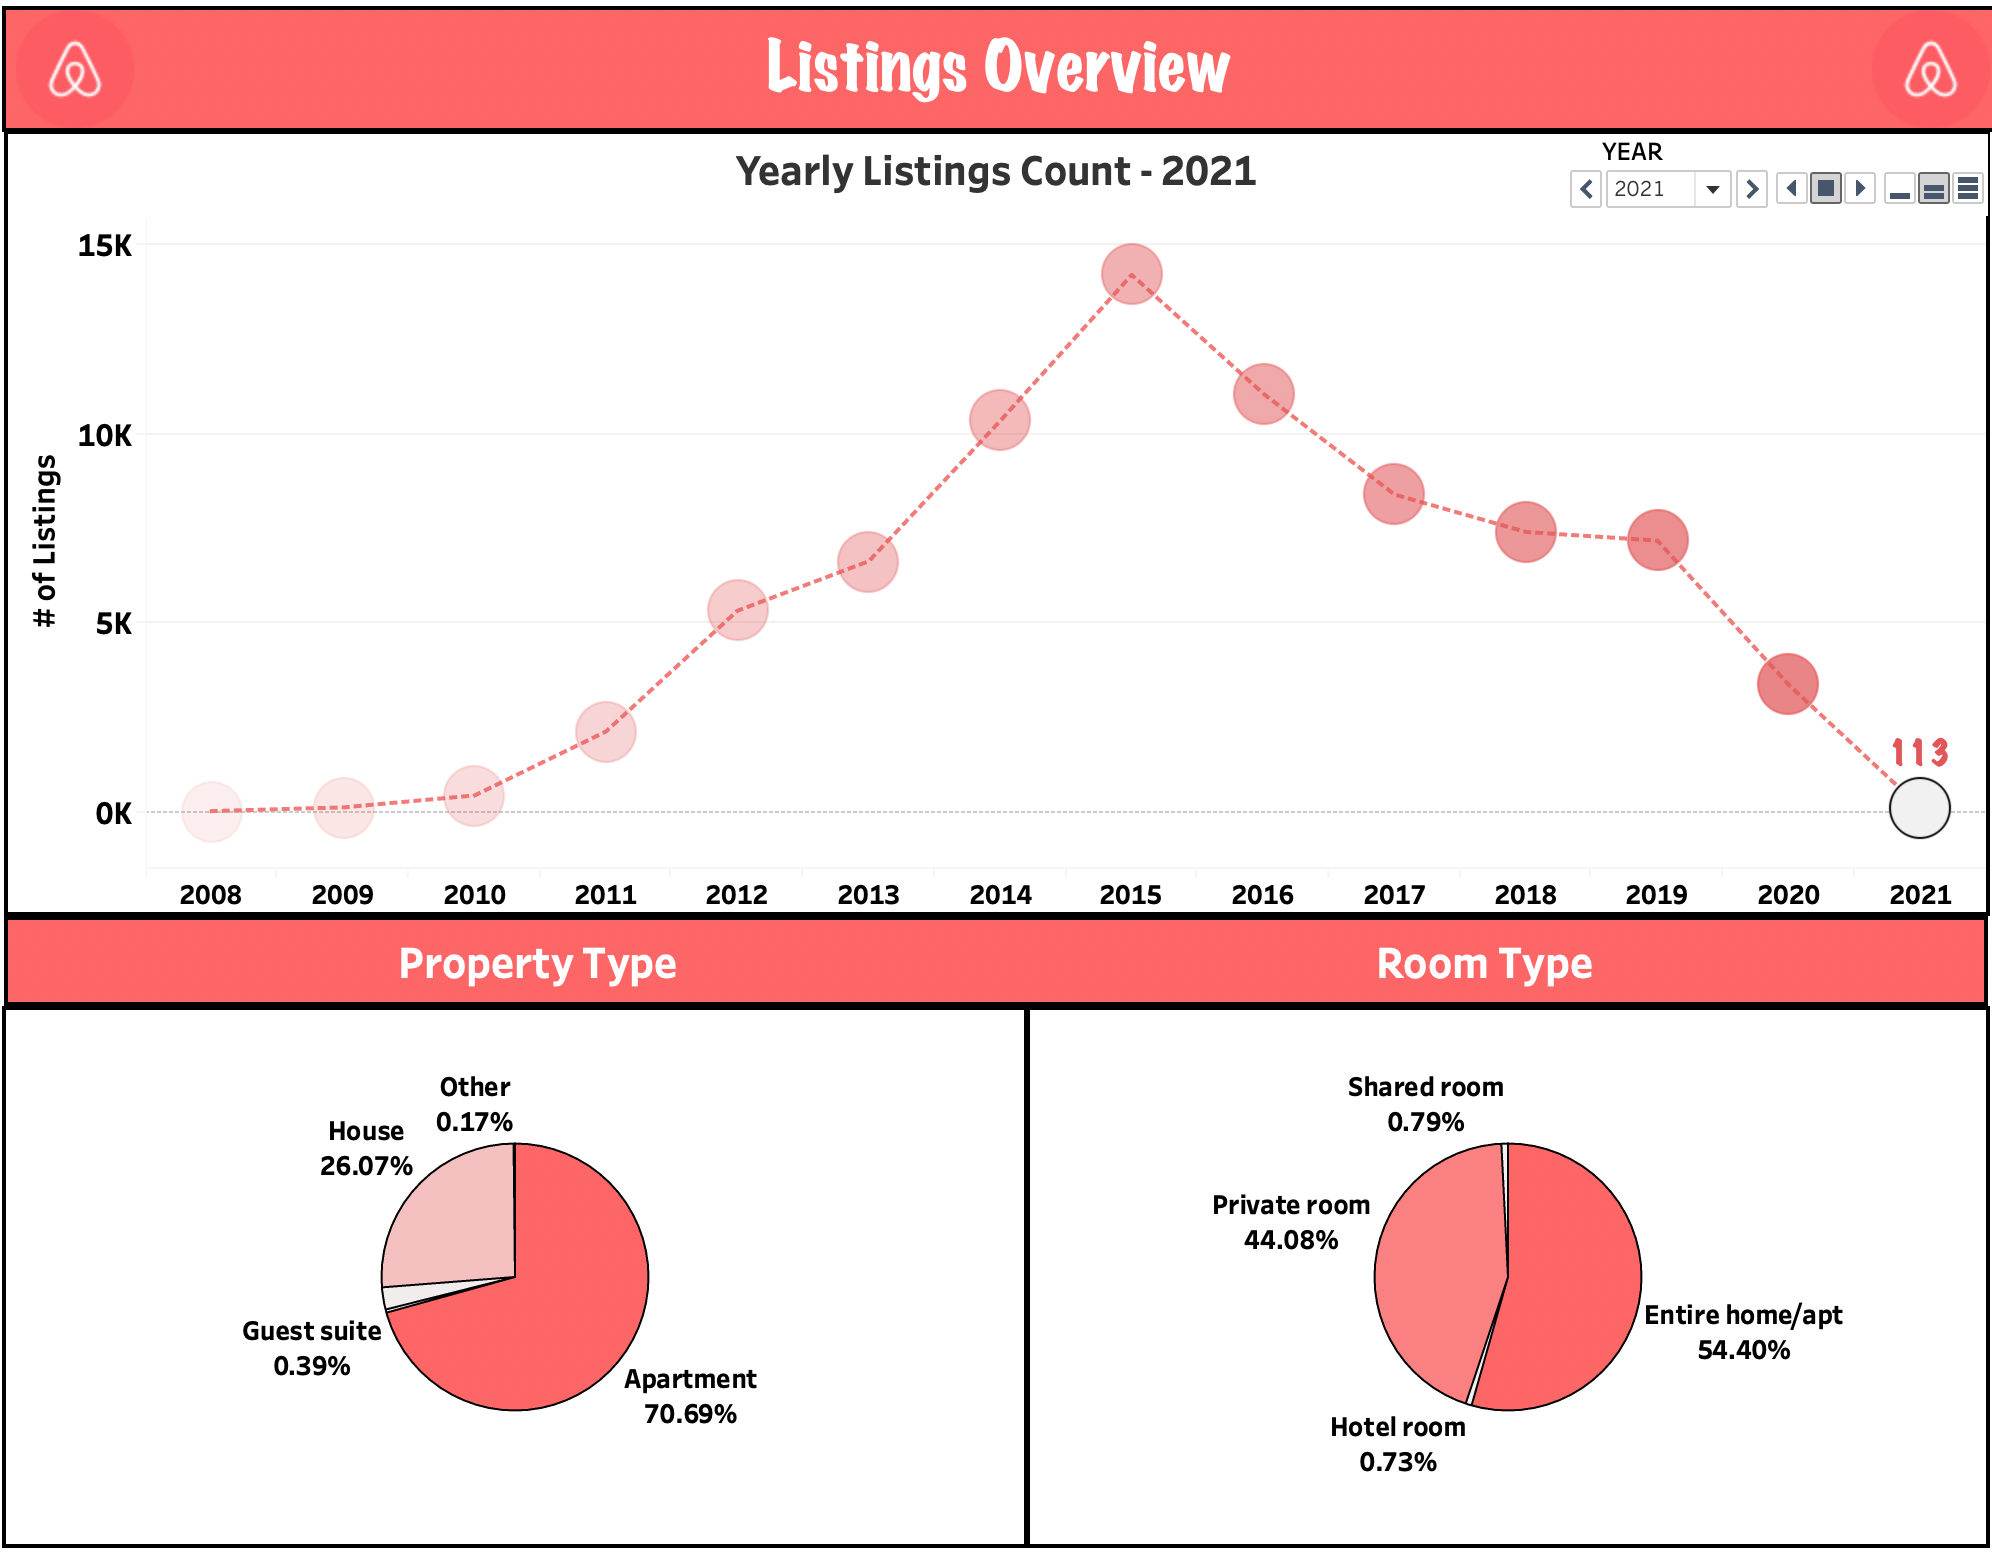 Listings Overview
Yearly Listings Count - 2021
YEAR
2021
15K
10K
5K
0K
# of Listings
113
2008 2009 2010 2011 2012 2013 2014 2015 2016 2017 2018 2019 2020 2021
Property Type
Room Type
Other
0.17%
House
26.07%
Guest suite
0.39%
Apartment
70.69%
Shared room
0.79%
Private room
44.08%
Entire home/apt
54.40%
Hotel room
0.73%